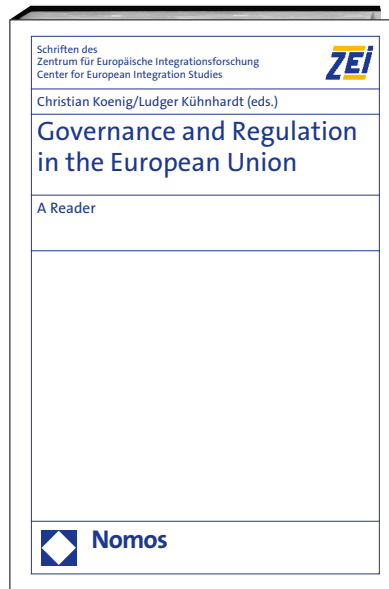 Schriften des
Zentrum für Europäische Integrationsforschung
Center for European Integration Studies
ZEI
Christian Koenig/Ludger Kühnhardt (eds.)
Governance and Regulation
in the European Union
A Reader
Nomos